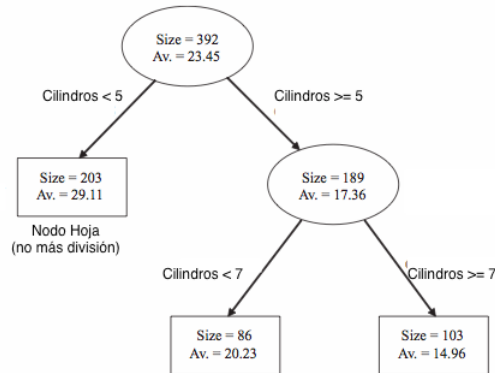 Size = 392
Av. = 23.45
Cilindros < 5
Cilindros >= 5
Size = 203
Av. = 29.11
Size = 189
Av. = 17.36
Nodo Hoja
(no más división)
Cilindros < 7
Cilindros >= 7
Size = 86
Av. = 20.23
Size = 103
Av. = 14.96